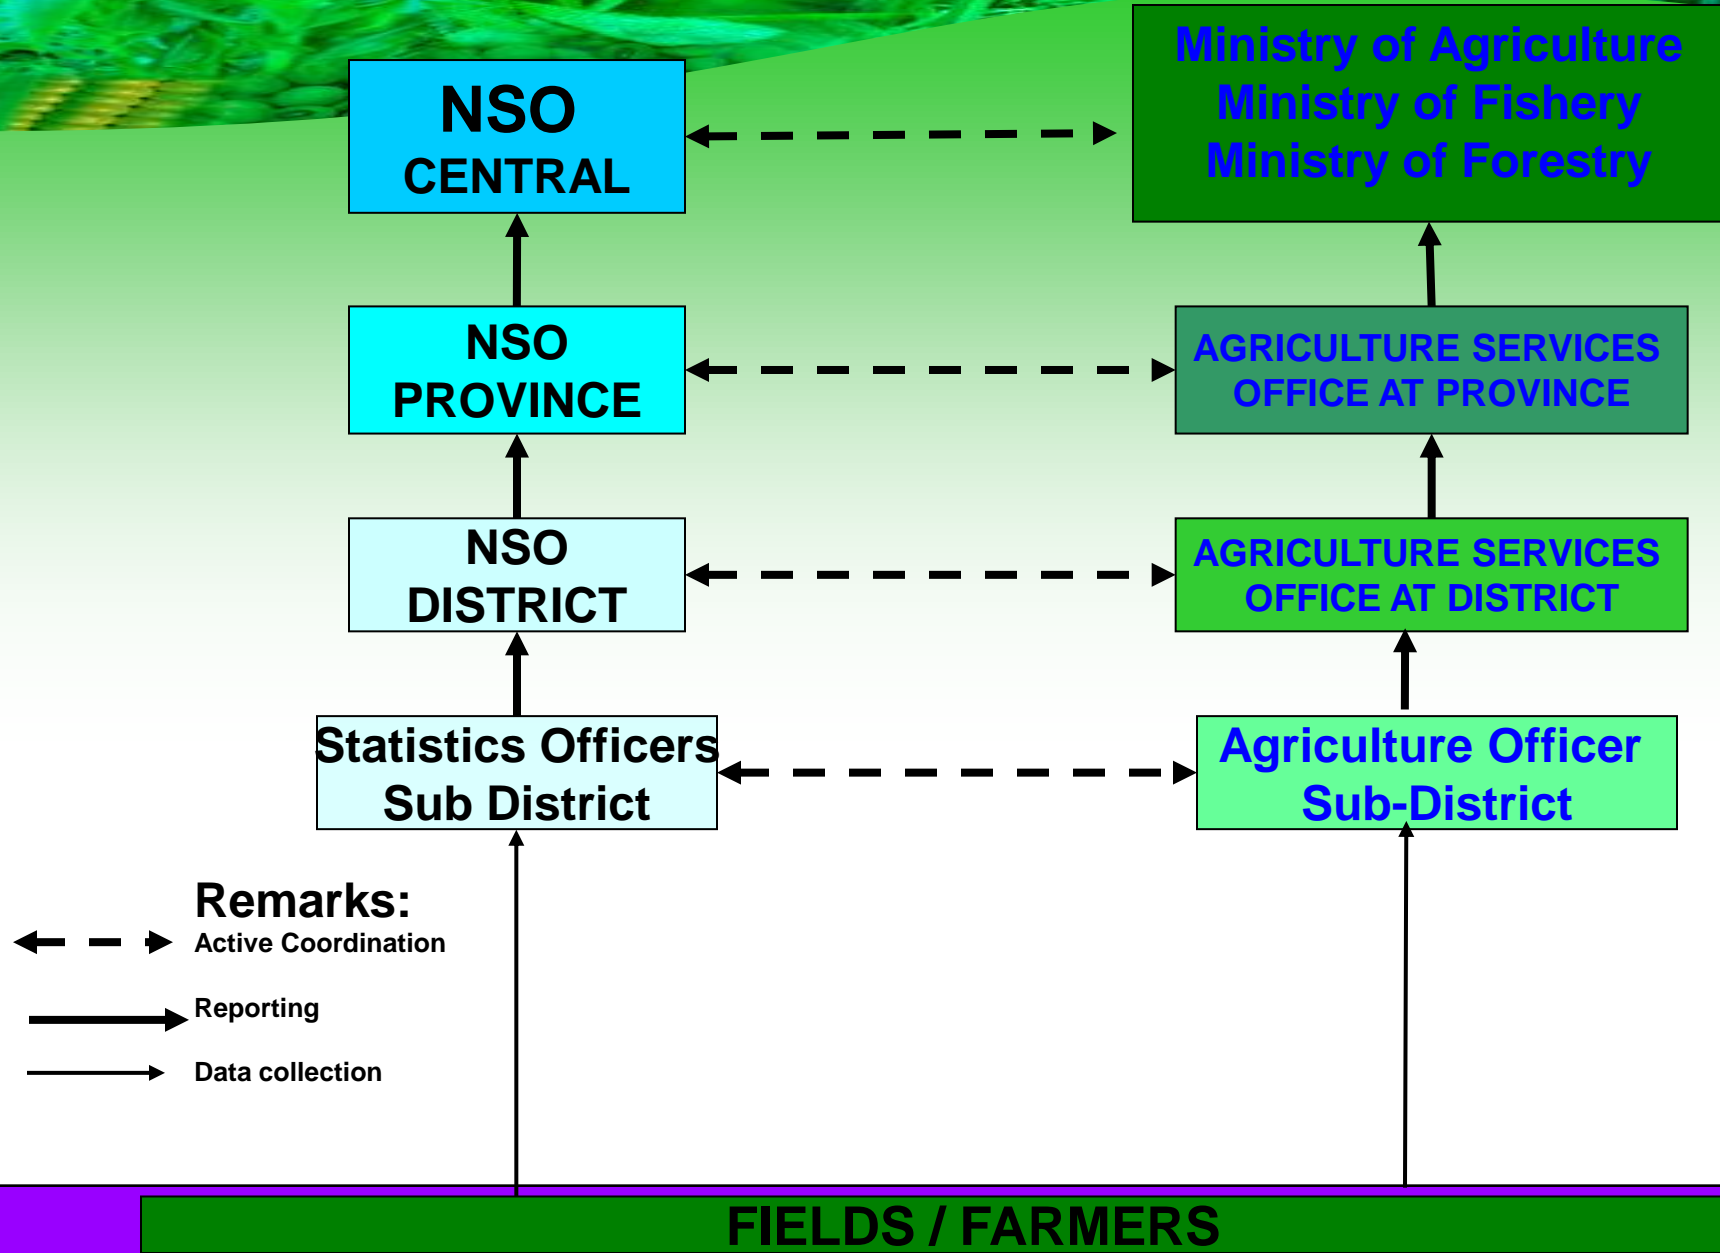 NSO
CENTRAL
Ministry of Agriculture
Ministry of Fishery
Ministry of Forestry
NSO
PROVINCE
AGRICULTURE SERVICES
OFFICE AT PROVINCE
NSO
DISTRICT
AGRICULTURE SERVICES
OFFICE AT DISTRICT
Statistics Officers
Sub District
Agriculture Officer
Sub-District
Remarks:
Active Coordination
Reporting
Data collection
FIELDS / FARMERS